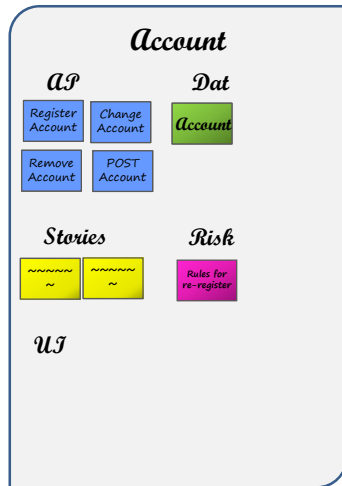 Account
AP
Dat
Register
Account
Change
Account
Account
Remove
Account
POST
Account
Stories
Risk
~~~~~
~
~~~~~
~
Rules for
re-register
UI